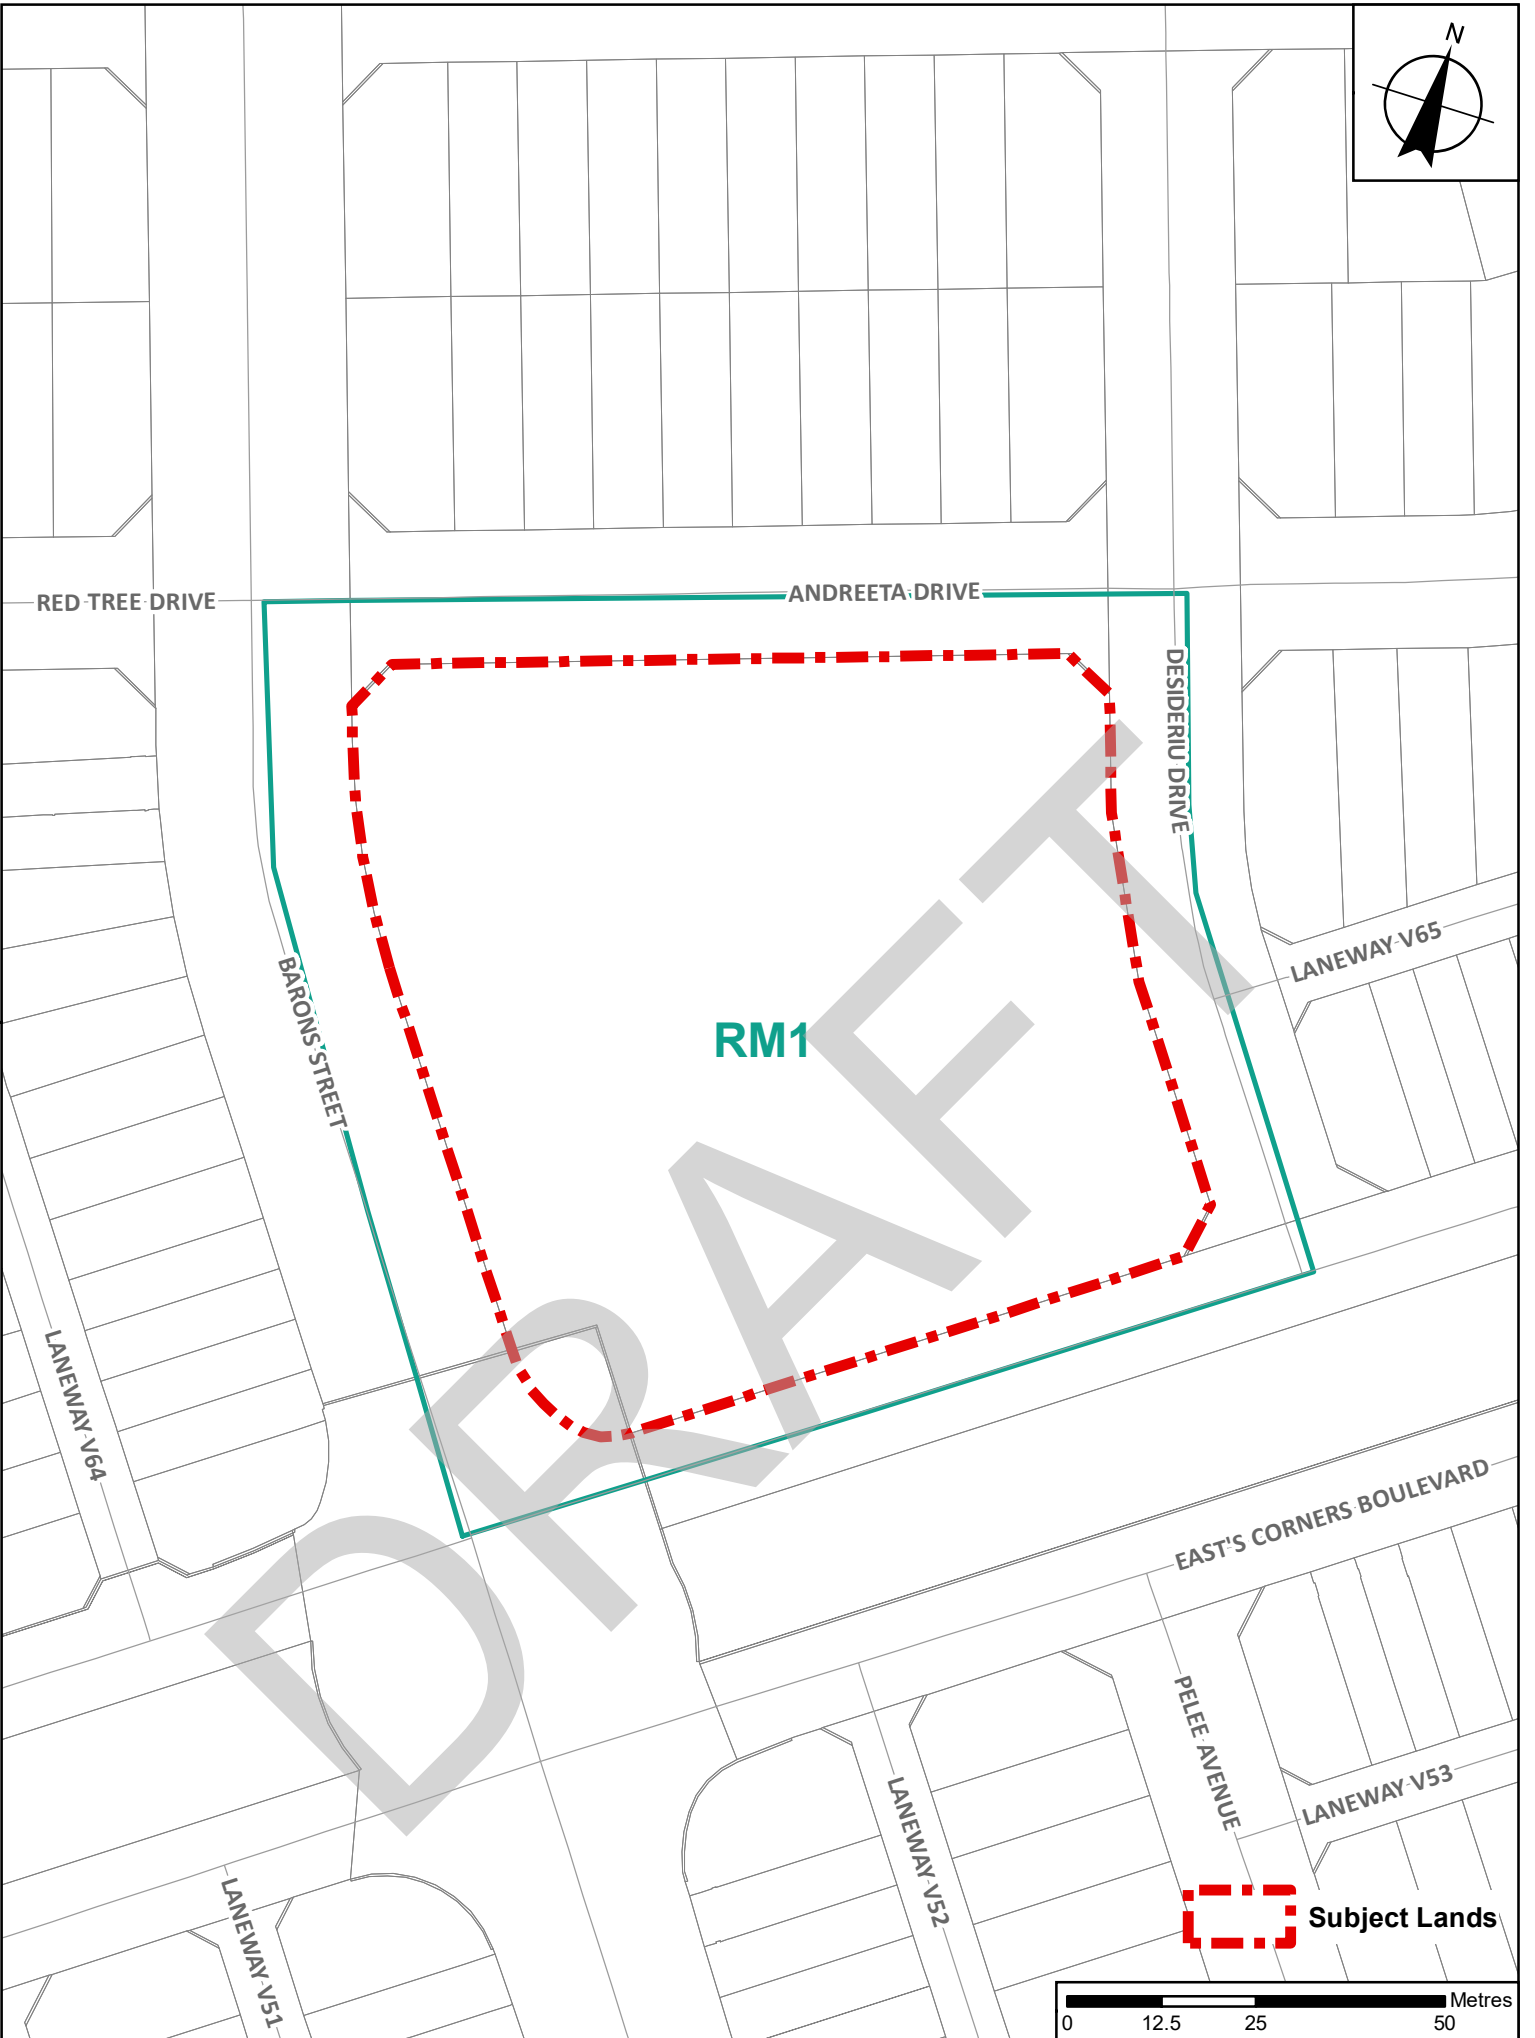 N
RED TREE DRIVE
ANDREETA DRIVE
DESIDERIU DRIVE
LANEWAY V65
BARONS STREET
RM1
DRAFT
LANEWAY V64
EAST'S CORNERS BOULEVARD
PELEE AVENUE
LANEWAY V53
LANEWAY V52
LANEWAY V51
Subject Lands
Metres
0 12.5 25 50